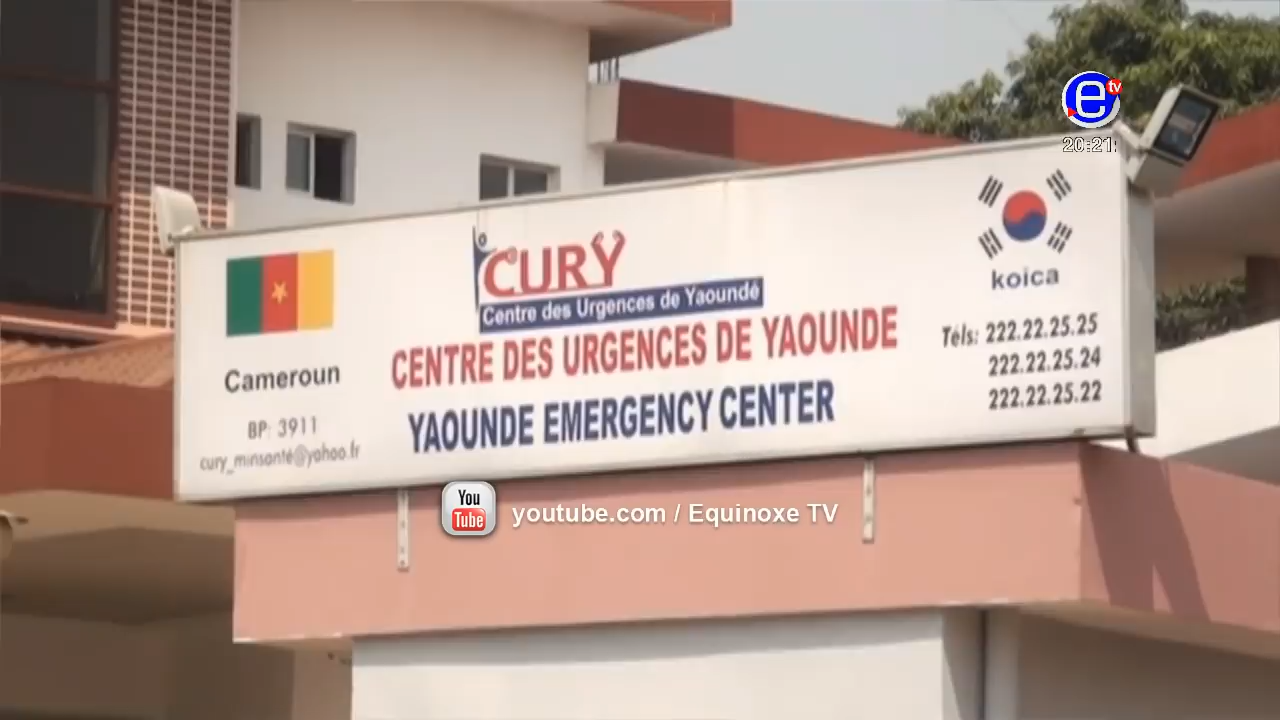 e tv
20:21
CURY
Centre des Urgences de Yaoundé
CENTRE DES URGENCES DE YAOUNDE
YAOUNDE EMERGENCY CENTER
Cameroun
BP: 3911
cury_minsonté@yahoo.fr
koica
Téls: 222.22.25.25
222.22.25.24
222.22.25.22
You
Tube
youtube.com / Equinoxe TV